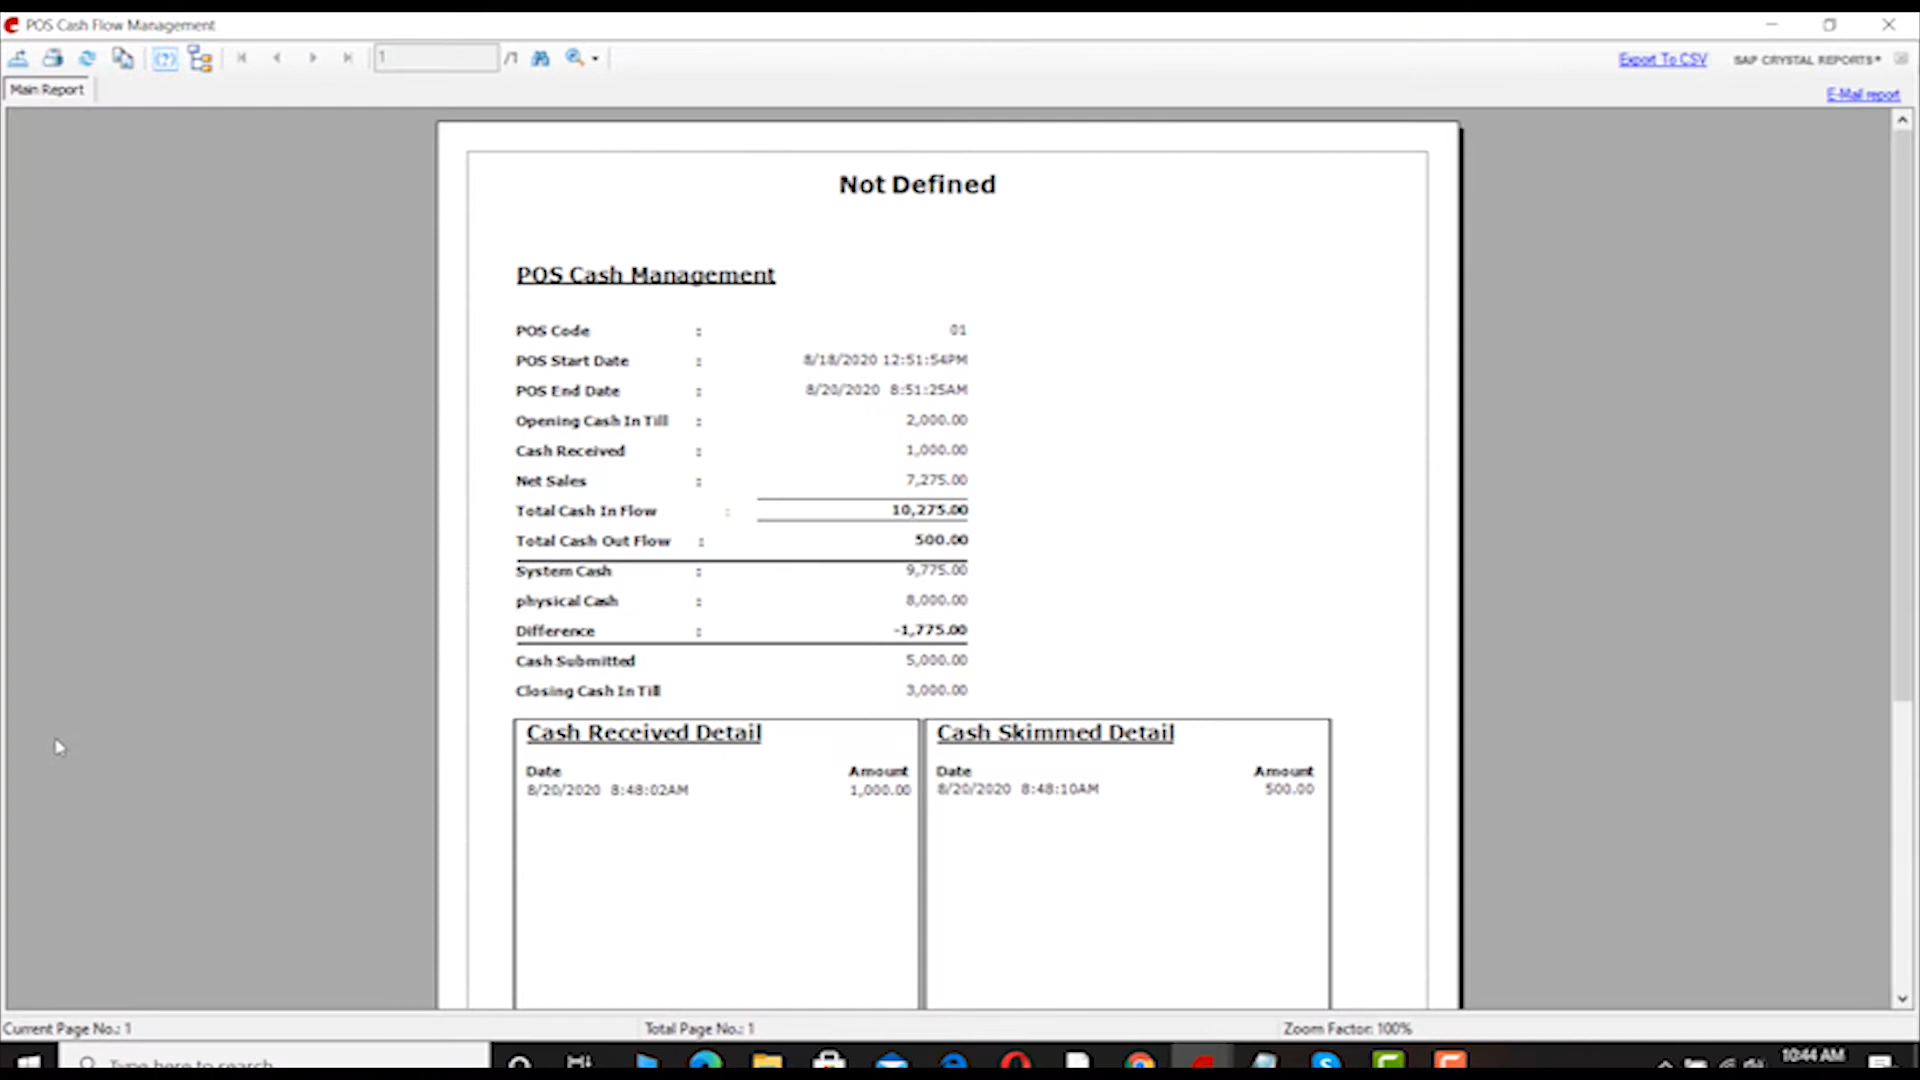 POS Cash Flow Management
1 /1 Export To CSV SAP CRYSTAL REPORTS
Main Report
E-Mail report
Not Defined
POS Cash Management
POS Code : 01
POS Start Date : 8/18/2020 12:51:54PM
POS End Date : 8/20/2020 8:51:25AM
Opening Cash In Till : 2,000.00
Cash Received : 1,000.00
Net Sales : 7,275.00
Total Cash In Flow : 10,275.00
Total Cash Out Flow : 500.00
System Cash : 9,775.00
physical Cash : 8,000.00
Difference : -1,775.00
Cash Submitted 5,000.00
Closing Cash In Till 3,000.00
Cash Received Detail Cash Skimmed Detail
Date Amount Date Amount
8/20/2020 8:48:02AM 1,000.00 8/20/2020 8:48:10AM 500.00
Current Page No.: 1 Total Page No.: 1 Zoom Factor: 100%
Type here to search 10:44 AM